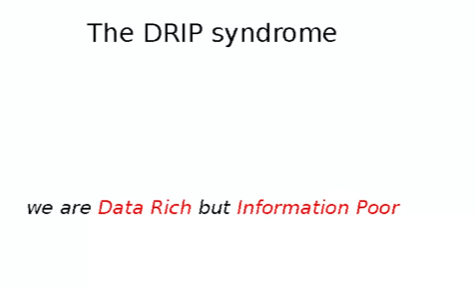 The DRIP syndrome
we are Data Rich but Information Poor